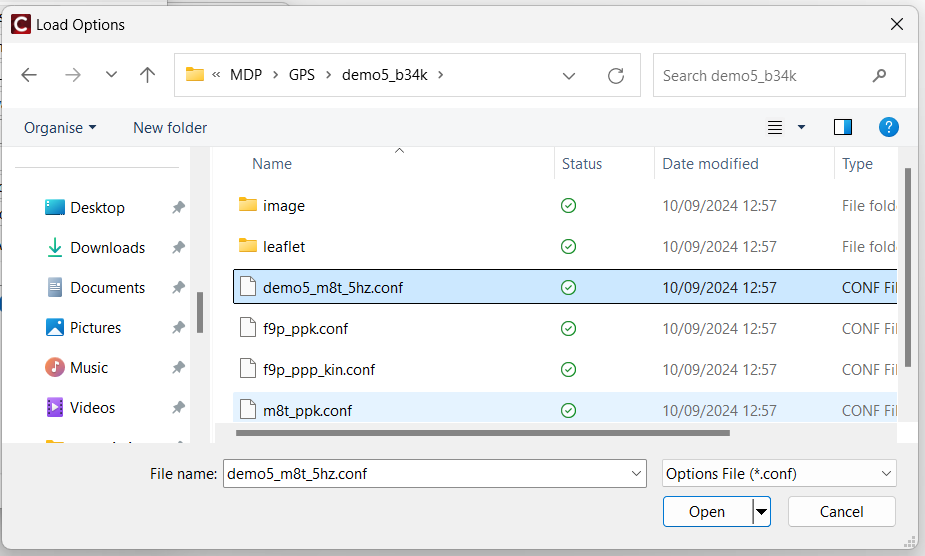 Load Options
« MDP > GPS > demo5_b34k >
Search demo5_b34k
Organise New folder
Name Status Date modified Type
image 10/09/2024 12:57 File fold
leaflet 10/09/2024 12:57 File fold
demo5_m8t_5hz.conf 10/09/2024 12:57 CONF Fil
f9p_ppk.conf 10/09/2024 12:57 CONF Fil
f9p_ppp_kin.conf 10/09/2024 12:57 CONF Fil
m8t_ppk.conf 10/09/2024 12:57 CONF Fil
Desktop
Downloads
Documents
Pictures
Music
Videos
File name: demo5_m8t_5hz.conf Options File (*.conf)
Open Cancel